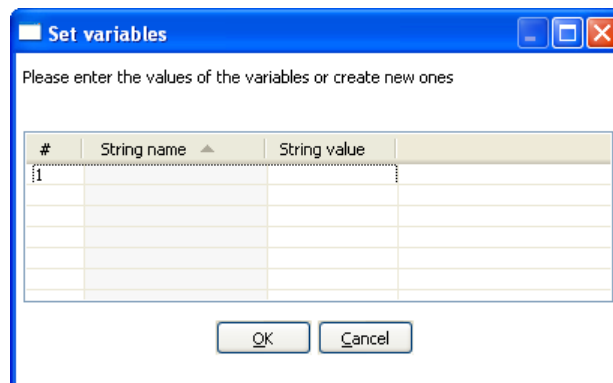 Set variables
Please enter the values of the variables or create new ones
# String name String value
1
OK Cancel